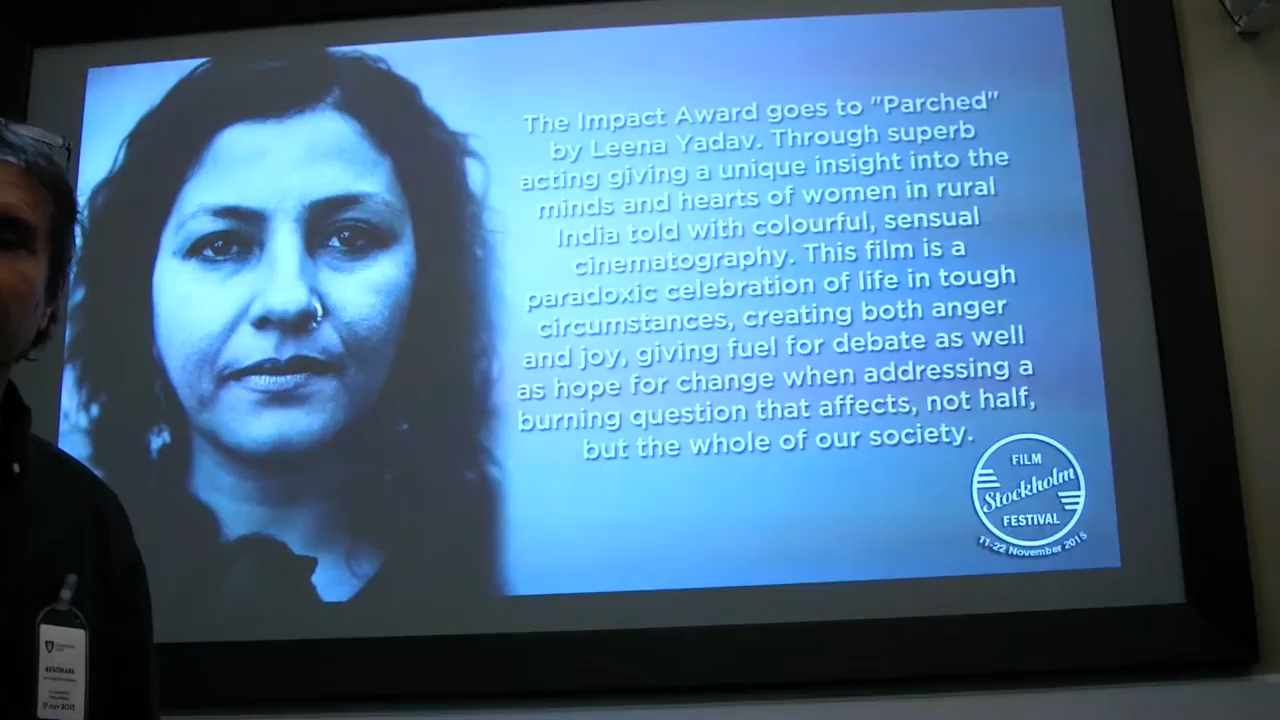 The Impact Award goes to "Parched"
by Leena Yadav. Through superb
acting giving a unique insight into the
minds and hearts of women in rural
India told with colourful, sensual
cinematography. This film is a
paradoxic celebration of life in tough
circumstances, creating both anger
and joy, giving fuel for debate as well
as hope for change when addressing a
burning question that affects, not half,
but the whole of our society.
FILM
Stockholm
FESTIVAL
11-22 November 2015
BESÖKARE
17 nov 2015